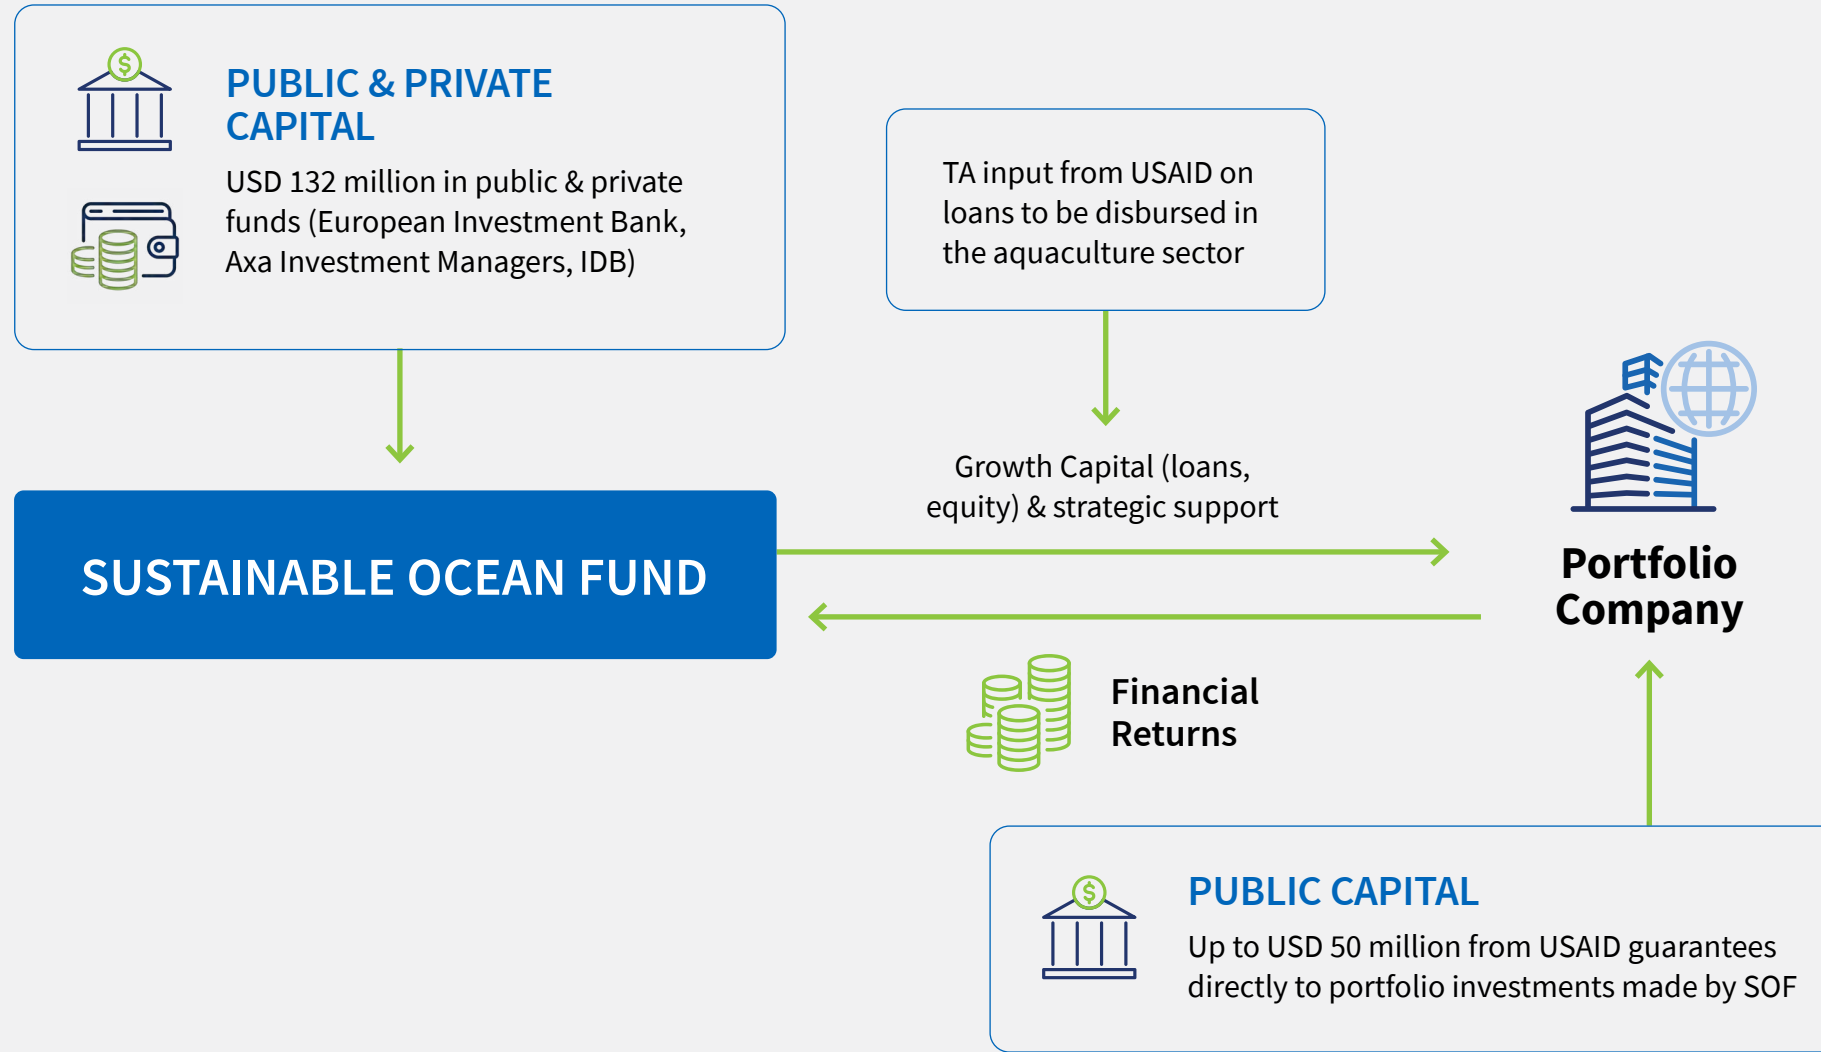 PUBLIC & PRIVATE
CAPITAL
USD 132 million in public & private
funds (European Investment Bank,
Axa Investment Managers, IDB)
TA input from USAID on
loans to be disbursed in
the aquaculture sector
Growth Capital (loans,
equity) & strategic support
SUSTAINABLE OCEAN FUND
Portfolio
Company
Financial
Returns
PUBLIC CAPITAL
Up to USD 50 million from USAID guarantees
directly to portfolio investments made by SOF